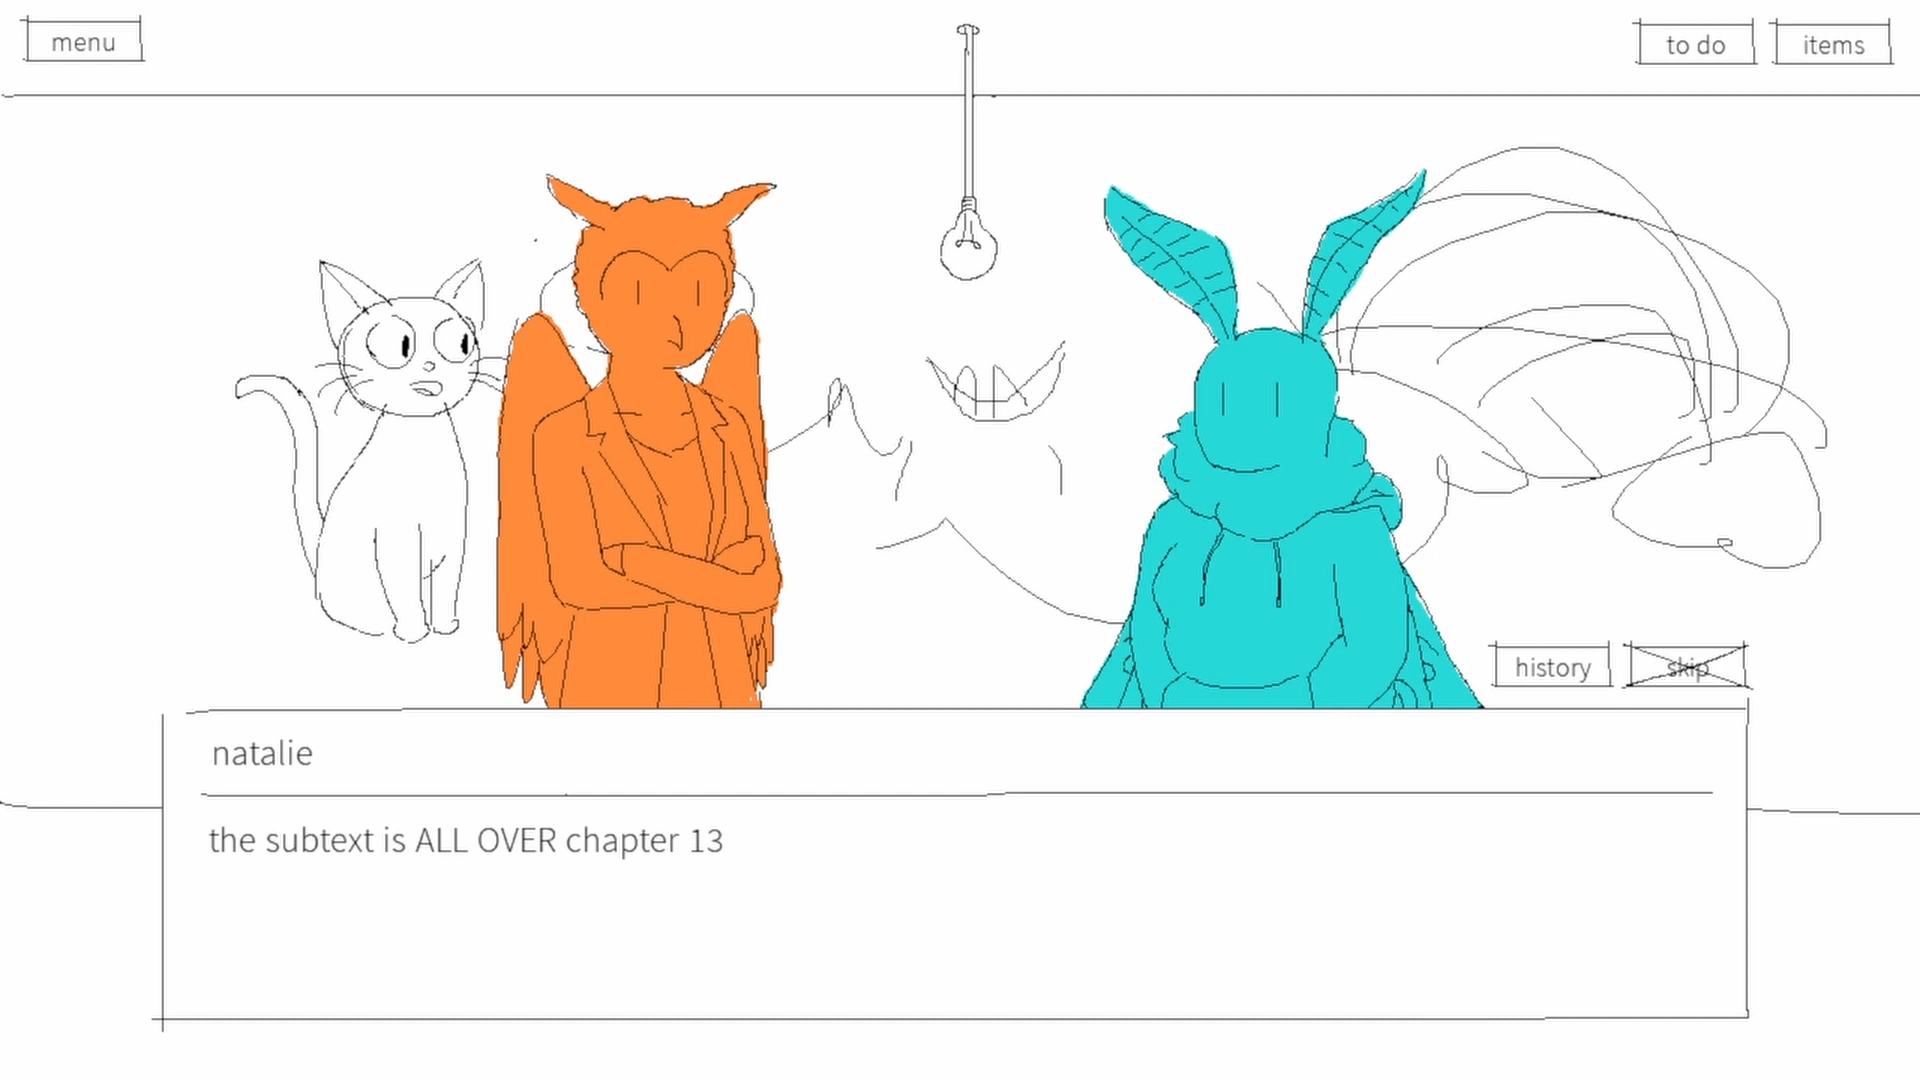 menu
to do
items
history
skip
natalie
the subtext is ALL OVER chapter 13